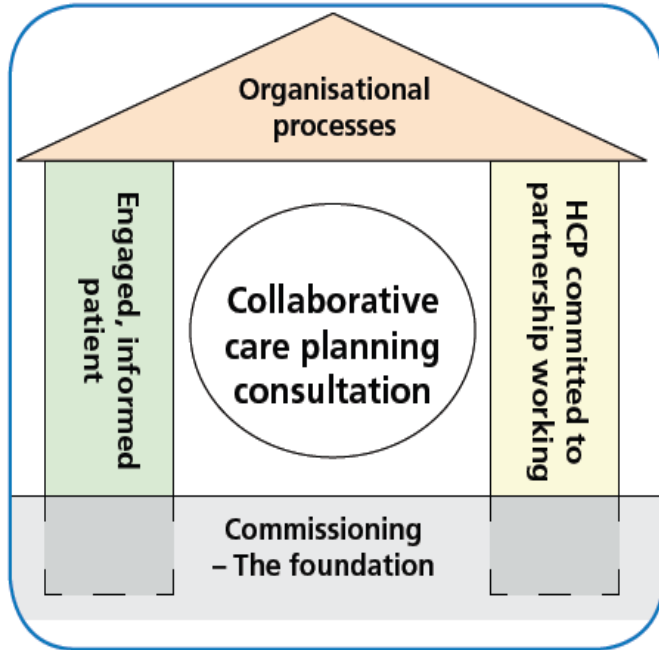 Organisational
processes
Engaged, informed
patient
Collaborative
care planning
consultation
HCP committed to
partnership working
Commissioning
– The foundation